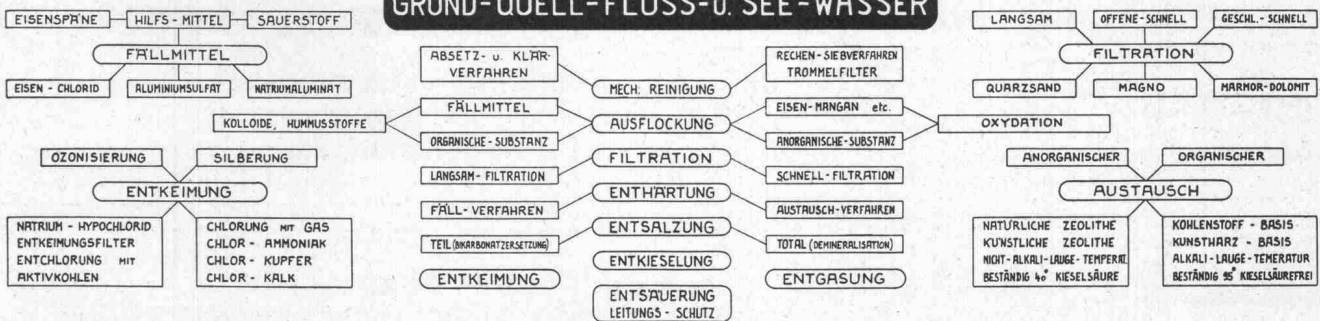 GRUND-QUELL-FLUSS-U. SEE-WASSER
EISENSPÄNE
HILFS-MITTEL
SAUERSTOFF
FÄLLMITTEL
EISEN-CHLORID
ALUMINIUMSULFAT
NATRIUMALUMINAT
KOLLOIDE, HUMMUSSTOFFE
OZONISIERUNG
SILBERUNG
ENTKEIMUNG
NATRIUM-HYPOCHLORID
ENTKEIMUNGSFILTER
ENTCHLORUNG MIT
AKTIVKOHLEN
CHLORUNG MIT GAS
CHLOR-AMMONIAK
CHLOR-KUPFER
CHLOR-KALK
ABSETZ- U. KLÄR-
VERFAHREN
FÄLLMITTEL
ORGANISCHE-SUBSTANZ
LANGSAM-FILTRATION
FÄLL-VERFAHREN
TEIL (BIKARBONATZERSETZUNG)
ENTKEIMUNG
MECH. REINIGUNG
AUSFLOCKUNG
FILTRATION
ENTHÄRTUNG
ENTSALZUNG
ENTKIESELUNG
ENTSÄUERUNG
LEITUNGS-SCHUTZ
RECHEN-SIEBVERFAHREN
TROMMELFILTER
EISEN-MANGAN etc.
ANORGANISCHE-SUBSTANZ
SCHNELL-FILTRATION
AUSTAUSCH-VERFAHREN
TOTAL (DEMINERALISATION)
ENTGASUNG
LANGSAM
OFFENE-SCHNELL
GESCHL.-SCHNELL
FILTRATION
QUARZSAND
MAGNO
MARMOR-DOLOMIT
OXYDATION
ANORGANISCHER
ORGANISCHER
AUSTAUSCH
NATÜRLICHE ZEOLITHE
KÜNSTLICHE ZEOLITHE
NICHT-ALKALI-LAUGE-TEMPERAT.
BESTÄNDIG 40° KIESELSÄURE
KOHLENSTOFF-BASIS
KUNSTHARZ-BASIS
ALKALI-LAUGE-TEMERATUR
BESTÄNDIG 95° KIESELSÄUREFREI